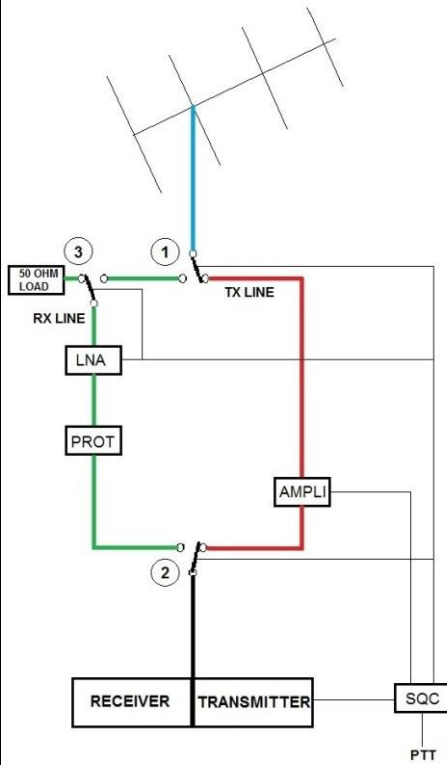 3
1
50 OHM
LOAD
TX LINE
RX LINE
LNA
PROT
AMPLI
2
RECEIVER
TRANSMITTER
SQC
PTT